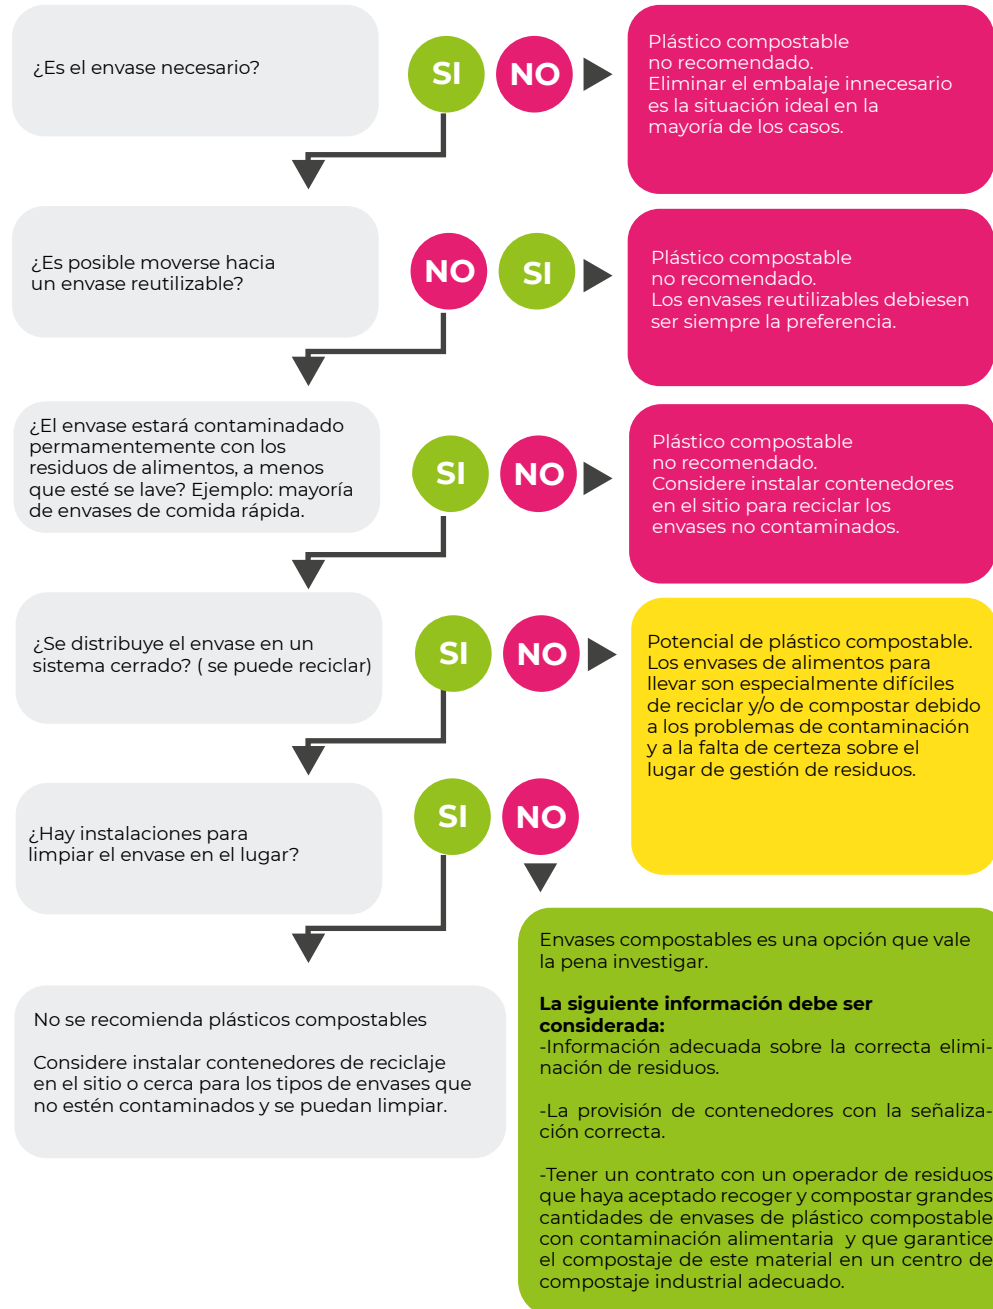 ¿Es el envase necesario?
SI
NO
Plástico compostable
no recomendado.
Eliminar el embalaje innecesario
es la situación ideal en la
mayoría de los casos.
¿Es posible moverse hacia
un envase reutilizable?
NO
SI
Plástico compostable
no recomendado.
Los envases reutilizables debiesen
ser siempre la preferencia.
¿El envase estará contaminadado
permamentemente con los
residuos de alimentos, a menos
que esté se lave? Ejemplo: mayoría
de envases de comida rápida.
SI
NO
Plástico compostable
no recomendado.
Considere instalar contenedores
en el sitio para reciclar los
envases no contaminados.
¿Se distribuye el envase en un
sistema cerrado? ( se puede reciclar)
SI
NO
Potencial de plástico compostable.
Los envases de alimentos para
llevar son especialmente difíciles
de reciclar y/o de compostar debido
a los problemas de contaminación
y a la falta de certeza sobre el
lugar de gestión de residuos.
¿Hay instalaciones para
limpiar el envase en el lugar?
SI
NO
No se recomienda plásticos compostables
Considere instalar contenedores de reciclaje
en el sitio o cerca para los tipos de envases que
no estén contaminados y se puedan limpiar.
Envases compostables es una opción que vale
la pena investigar.
La siguiente información debe ser
considerada:
-Información adecuada sobre la correcta elimi-
nación de residuos.
-La provisión de contenedores con la señaliza-
ción correcta.
-Tener un contrato con un operador de residuos
que haya aceptado recoger y compostar grandes
cantidades de envases de plástico compostable
con contaminación alimentaria y que garantice
el compostaje de este material en un centro de
compostaje industrial adecuado.